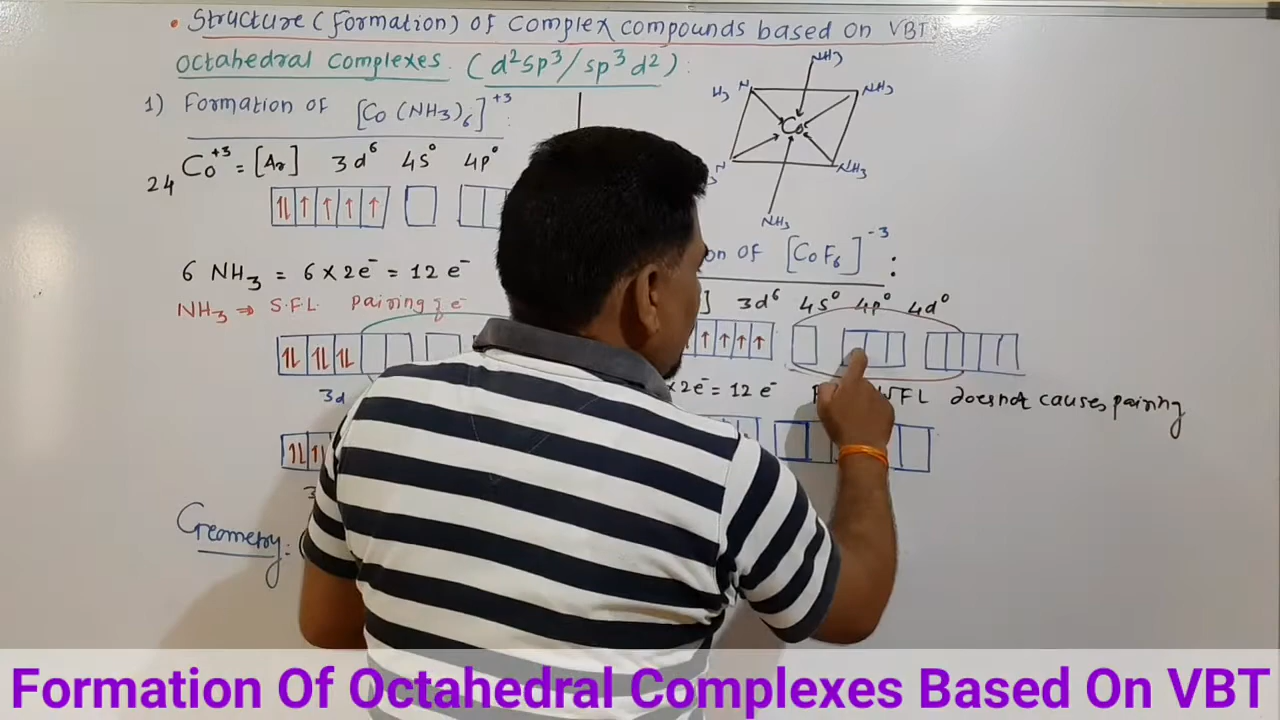 • Structure (formation) of complex compounds based on VBT
octahedral complexes. (d²sp³/sp³d²):
1) Formation of [Co(NH₃)₆]⁺³:
24 Co⁺³ = [Ar] 3d⁶ 4s⁰ 4p⁰
6 NH₃ = 6 × 2e⁻ = 12 e⁻
NH₃ → S.F.L. pairing of e⁻
3d
Geometry:
NH₃
H₃ N
NH₃
Co
N
NH₃
NH₃
on of [CoF₆]⁻³:
] 3d⁶ 4s⁰ 4p⁰ 4d⁰
×2e⁻ = 12 e⁻
WFL does not causes pairing
Formation Of Octahedral Complexes Based On VBT